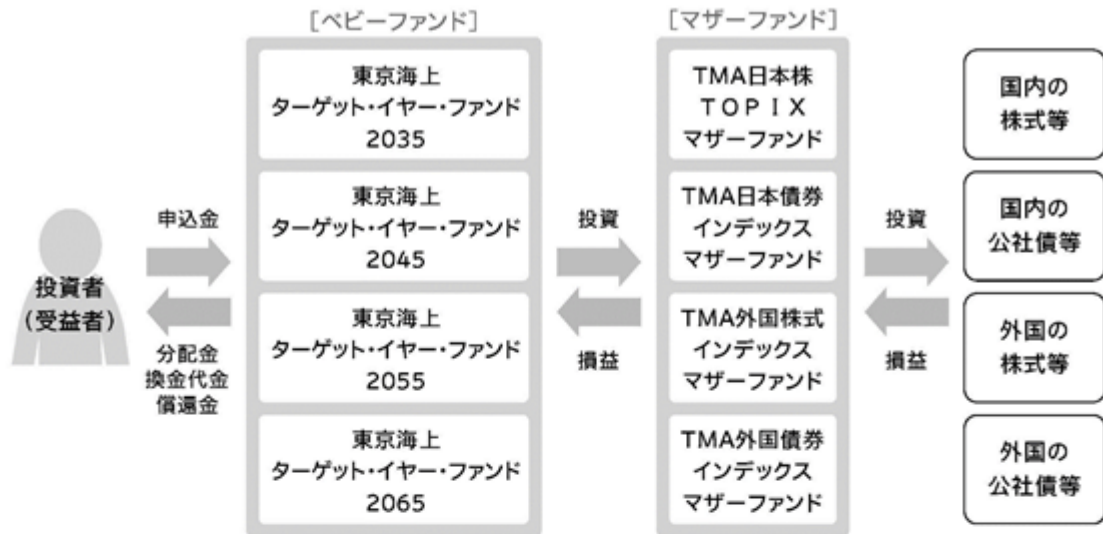 [ベビーファンド]
[マザーファンド]
投資者
(受益者)
申込金
分配金
換金代金
償還金
東京海上
ターゲット・イヤー・ファンド
2035
東京海上
ターゲット・イヤー・ファンド
2045
東京海上
ターゲット・イヤー・ファンド
2055
東京海上
ターゲット・イヤー・ファンド
2065
投資
損益
TMA日本株
TOPIX
マザーファンド
TMA日本債券
インデックス
マザーファンド
TMA外国株式
インデックス
マザーファンド
TMA外国債券
インデックス
マザーファンド
投資
損益
国内の
株式等
国内の
公社債等
外国の
株式等
外国の
公社債等